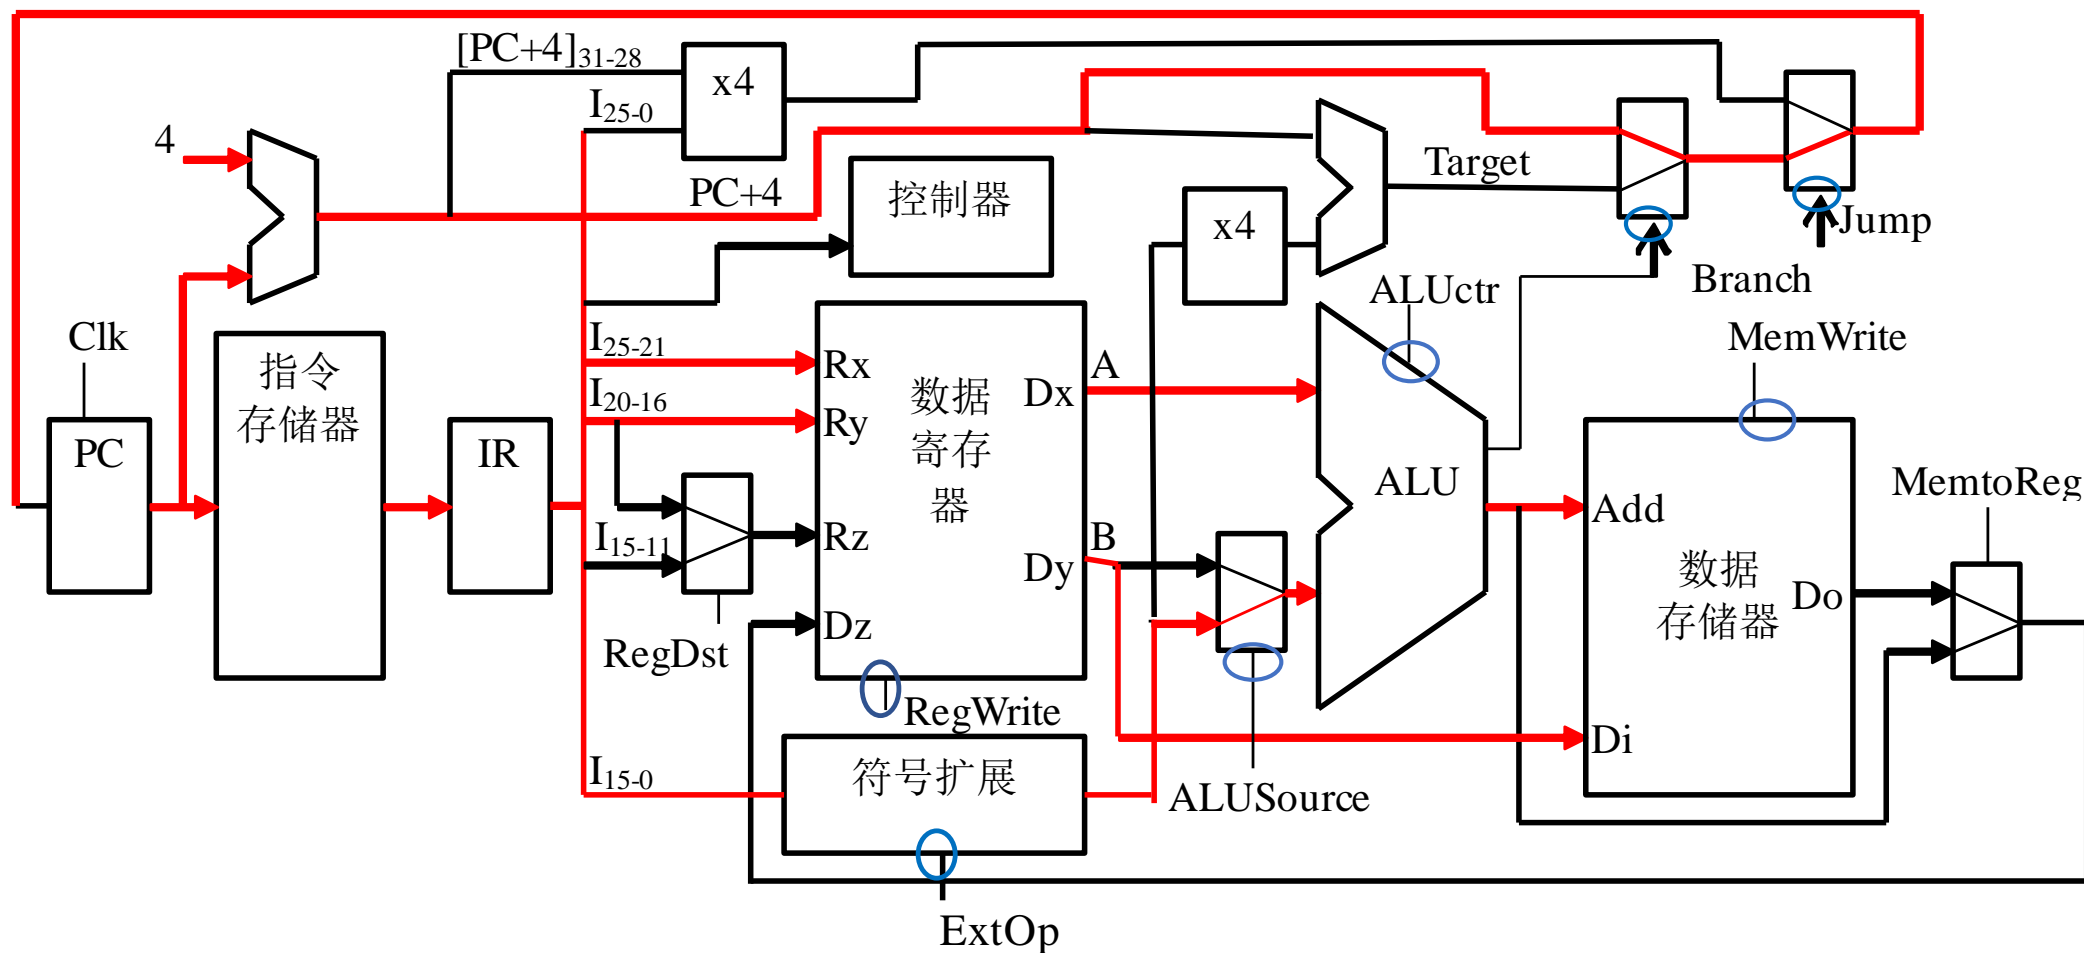 [PC+4]31-28
x4
I25-0
4
PC+4
控制器
Target
x4
Jump
Branch
ALUctr
MemWrite
Clk
指令
存储器
PC
IR
I25-21
I20-16
I15-11
RegDst
Rx
Ry
Rz
Dz
数据
寄存
器
Dx
Dy
A
B
RegWrite
ALU
ALUSource
Add
Di
数据
存储器
Do
MemtoReg
I15-0
符号扩展
ExtOp